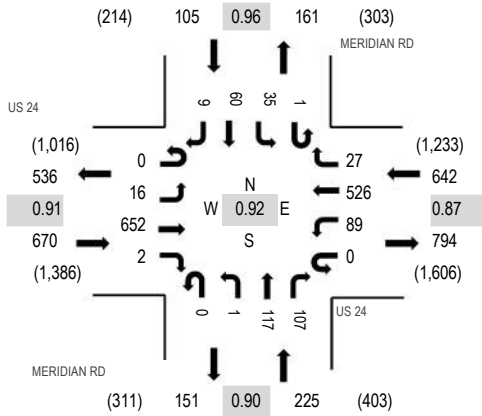 (214) 105 0.96 161 (303)
MERIDIAN RD
US 24
9 60 35 1
(1,016)
536
0.91
670
(1,386)
0
16
652
2
N
W 0.92 E
S
27
526
89
0
(1,233)
642
0.87
794
(1,606)
0 1 117 107
US 24
MERIDIAN RD
(311) 151 0.90 225 (403)